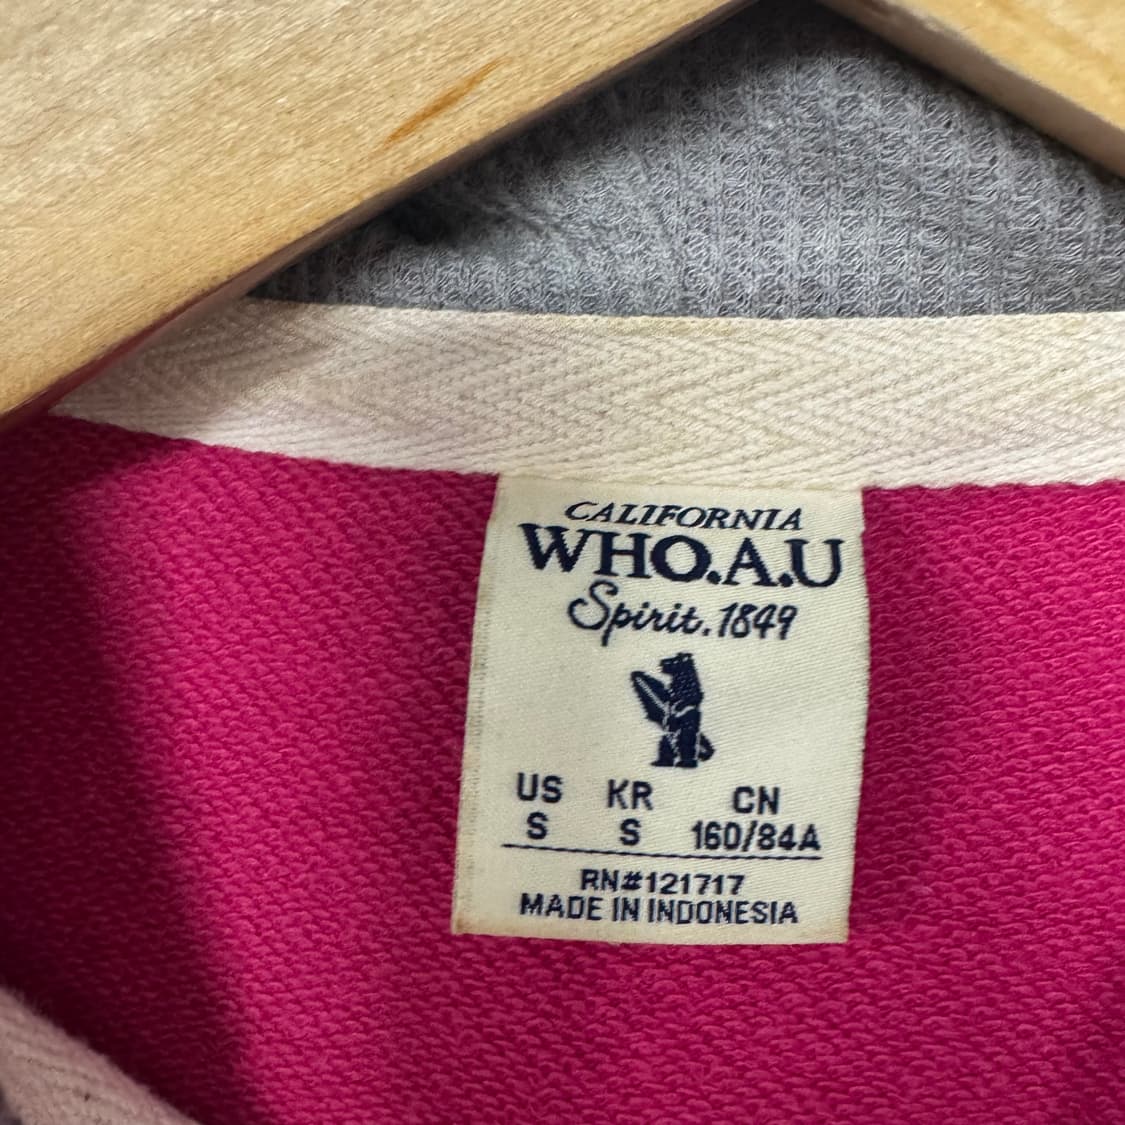 CALIFORNIA
WHO.A.U
Spirit.1849
US KR CN
S S 160/84A
RN#121717
MADE IN INDONESIA